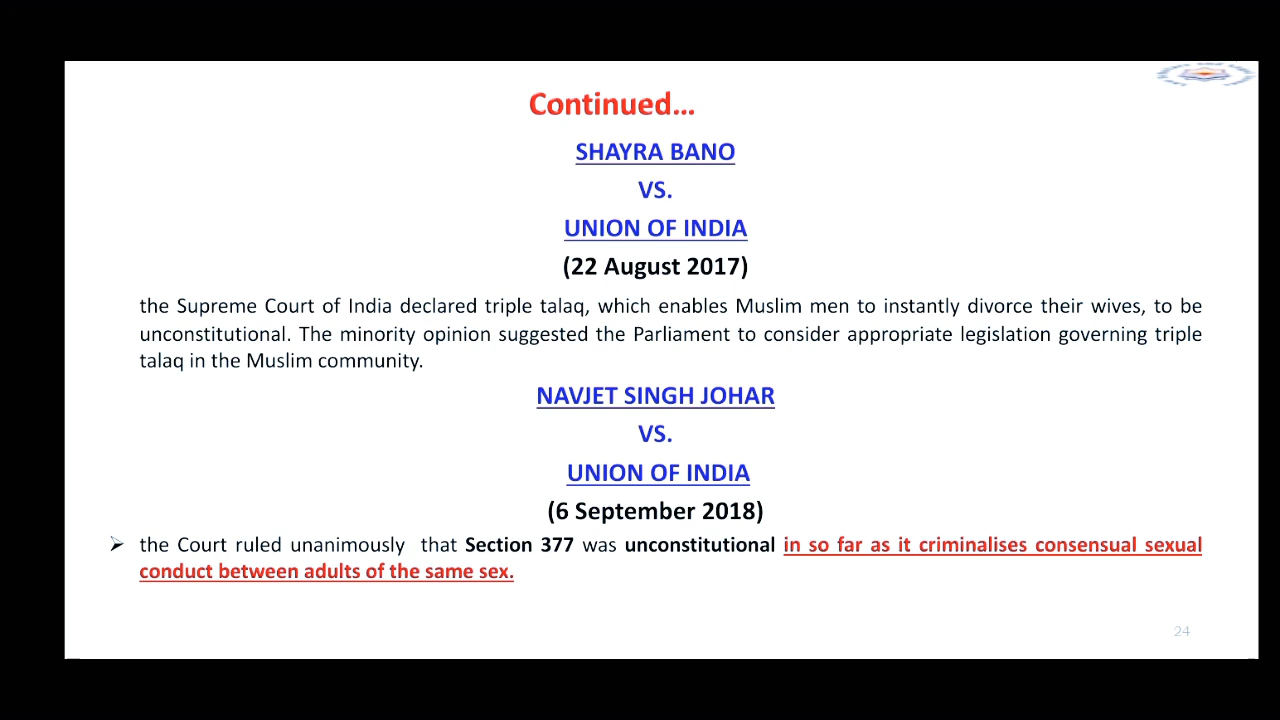 Continued...
SHAYRA BANO
VS.
UNION OF INDIA
(22 August 2017)
the Supreme Court of India declared triple talaq, which enables Muslim men to instantly divorce their wives, to be
unconstitutional. The minority opinion suggested the Parliament to consider appropriate legislation governing triple
talaq in the Muslim community.
NAVJET SINGH JOHAR
VS.
UNION OF INDIA
(6 September 2018)
➢ the Court ruled unanimously that Section 377 was unconstitutional in so far as it criminalises consensual sexual
conduct between adults of the same sex.
24